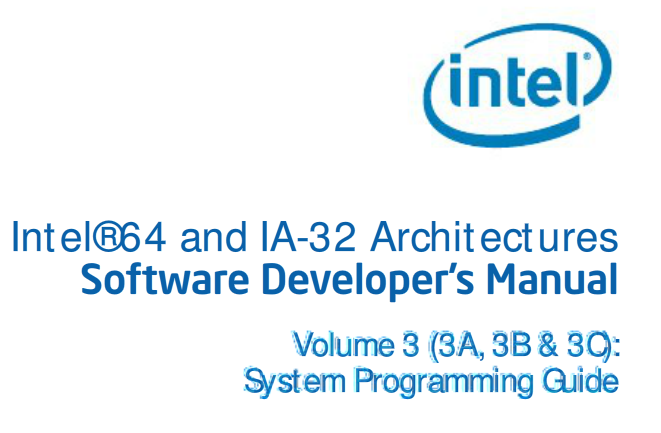 intel®
Intel® 64 and IA-32 Architectures
Software Developer's Manual
Volume 3 (3A, 3B & 3C):
System Programming Guide